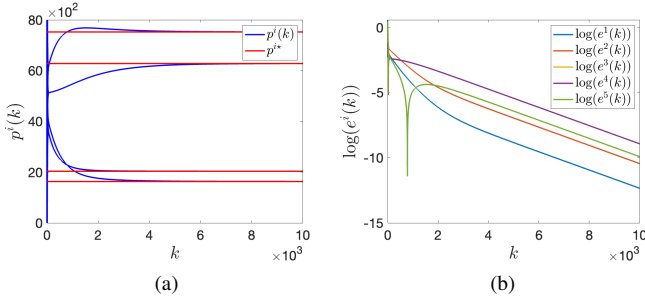 ×10²
80
60
40
20
0
p^i(k)
p^i(k)
p^{i⋆}
0 2 4 6 8 10
k
×10³
(a)
0
-5
-10
-15
log(e^i(k))
log(e^1(k))
log(e^2(k))
log(e^3(k))
log(e^4(k))
log(e^5(k))
0 2 4 6 8 10
k
×10³
(b)